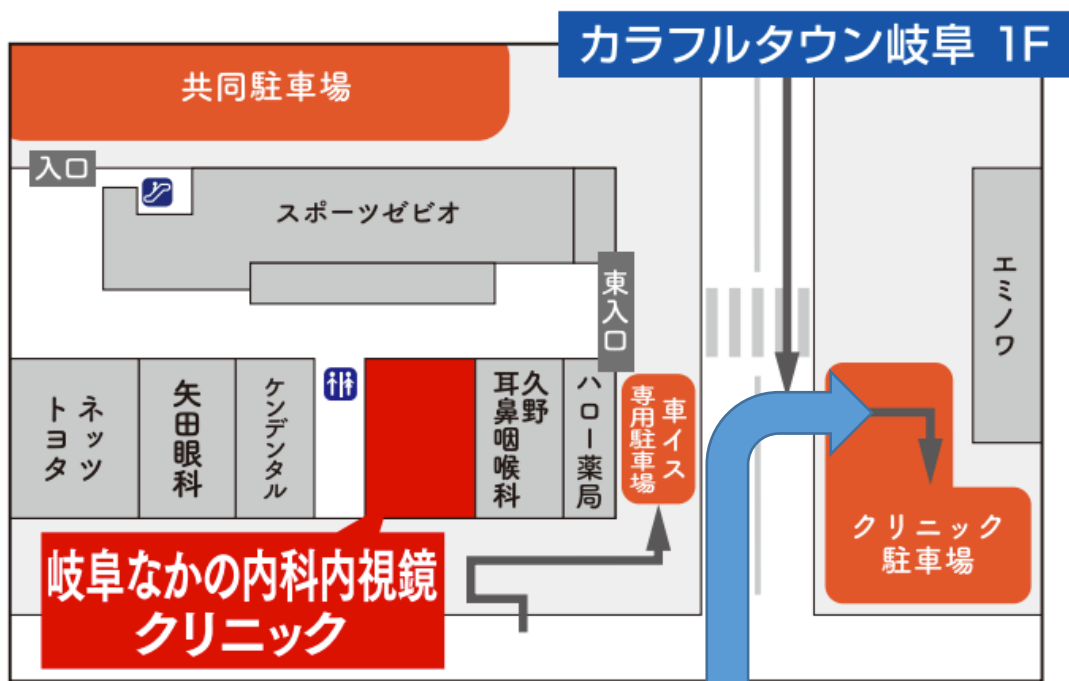 カラフルタウン岐阜 1F
共同駐車場
入口
スポーツゼビオ
東入口
エミノワ
ネッツ
トヨタ
矢田眼科
ケンデンタル
久野
耳鼻咽喉科
ハロー薬局
車イス
専用駐車場
クリニック
駐車場
岐阜なかの内科内視鏡
クリニック